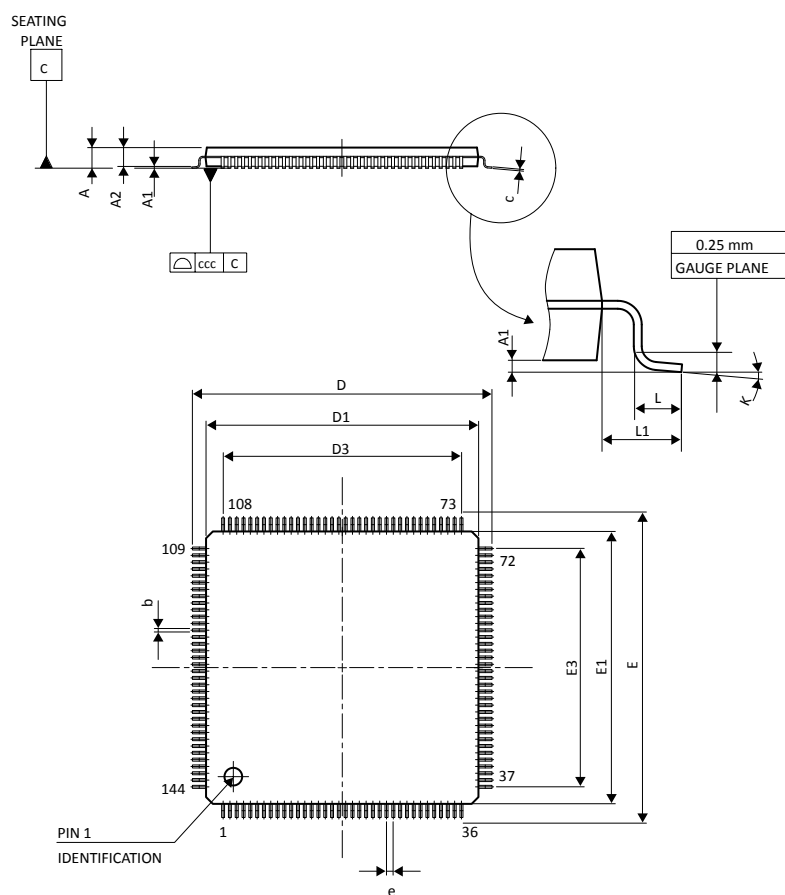 SEATING
PLANE
C
A
A2
A1
c
ccc C
0.25 mm
GAUGE PLANE
A1
L
L1
K
D
D1
D3
108 73
109 72
b
E3
E1
E
144 37
PIN 1
IDENTIFICATION
1 36
e